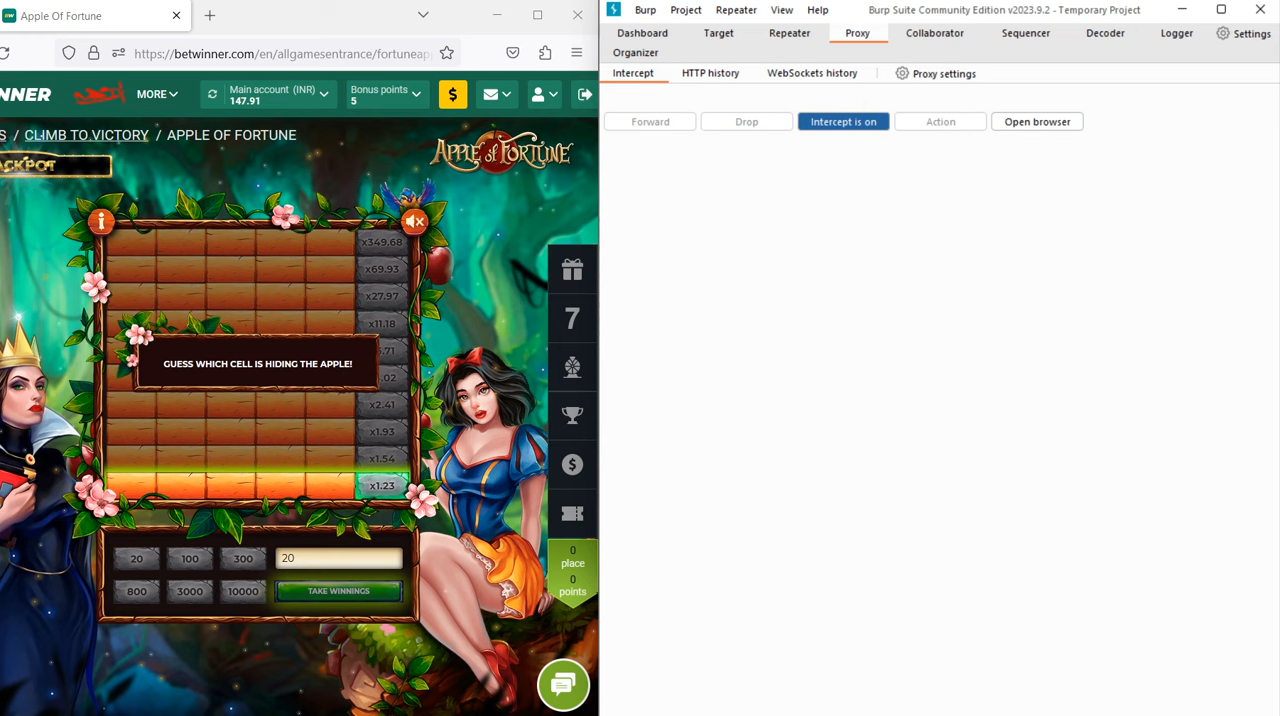 Apple Of Fortune
https://betwinner.com/en/allgamesentrance/fortuneap
NNER
MORE
Main account (INR)
147.91
Bonus points
5
$
S / CLIMB TO VICTORY / APPLE OF FORTUNE
ACKPOT
Apple of Fortune
i
x349.68
x69.93
x27.97
x11.18
GUESS WHICH CELL IS HIDING THE APPLE!
x2.41
x1.93
x1.54
x1.23
20
100
300
20
800
3000
10000
TAKE WINNINGS
7
$
0
place
0
points
Burp
Project
Repeater
View
Help
Burp Suite Community Edition v2023.9.2 - Temporary Project
Dashboard
Target
Repeater
Proxy
Collaborator
Sequencer
Decoder
Logger
Settings
Organizer
Intercept
HTTP history
WebSockets history
Proxy settings
Forward
Drop
Intercept is on
Action
Open browser